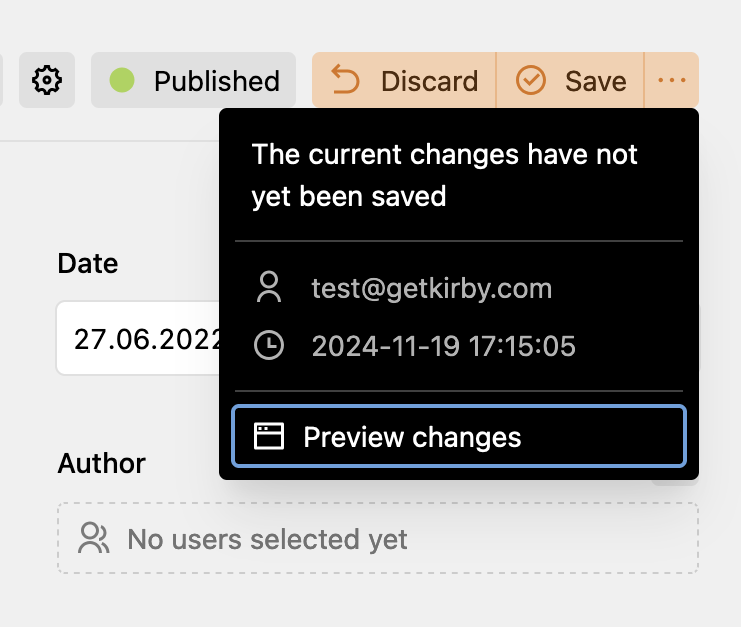 Published
Discard
Save
The current changes have not
yet been saved
test@getkirby.com
2024-11-19 17:15:05
Preview changes
Date
27.06.2022
Author
No users selected yet